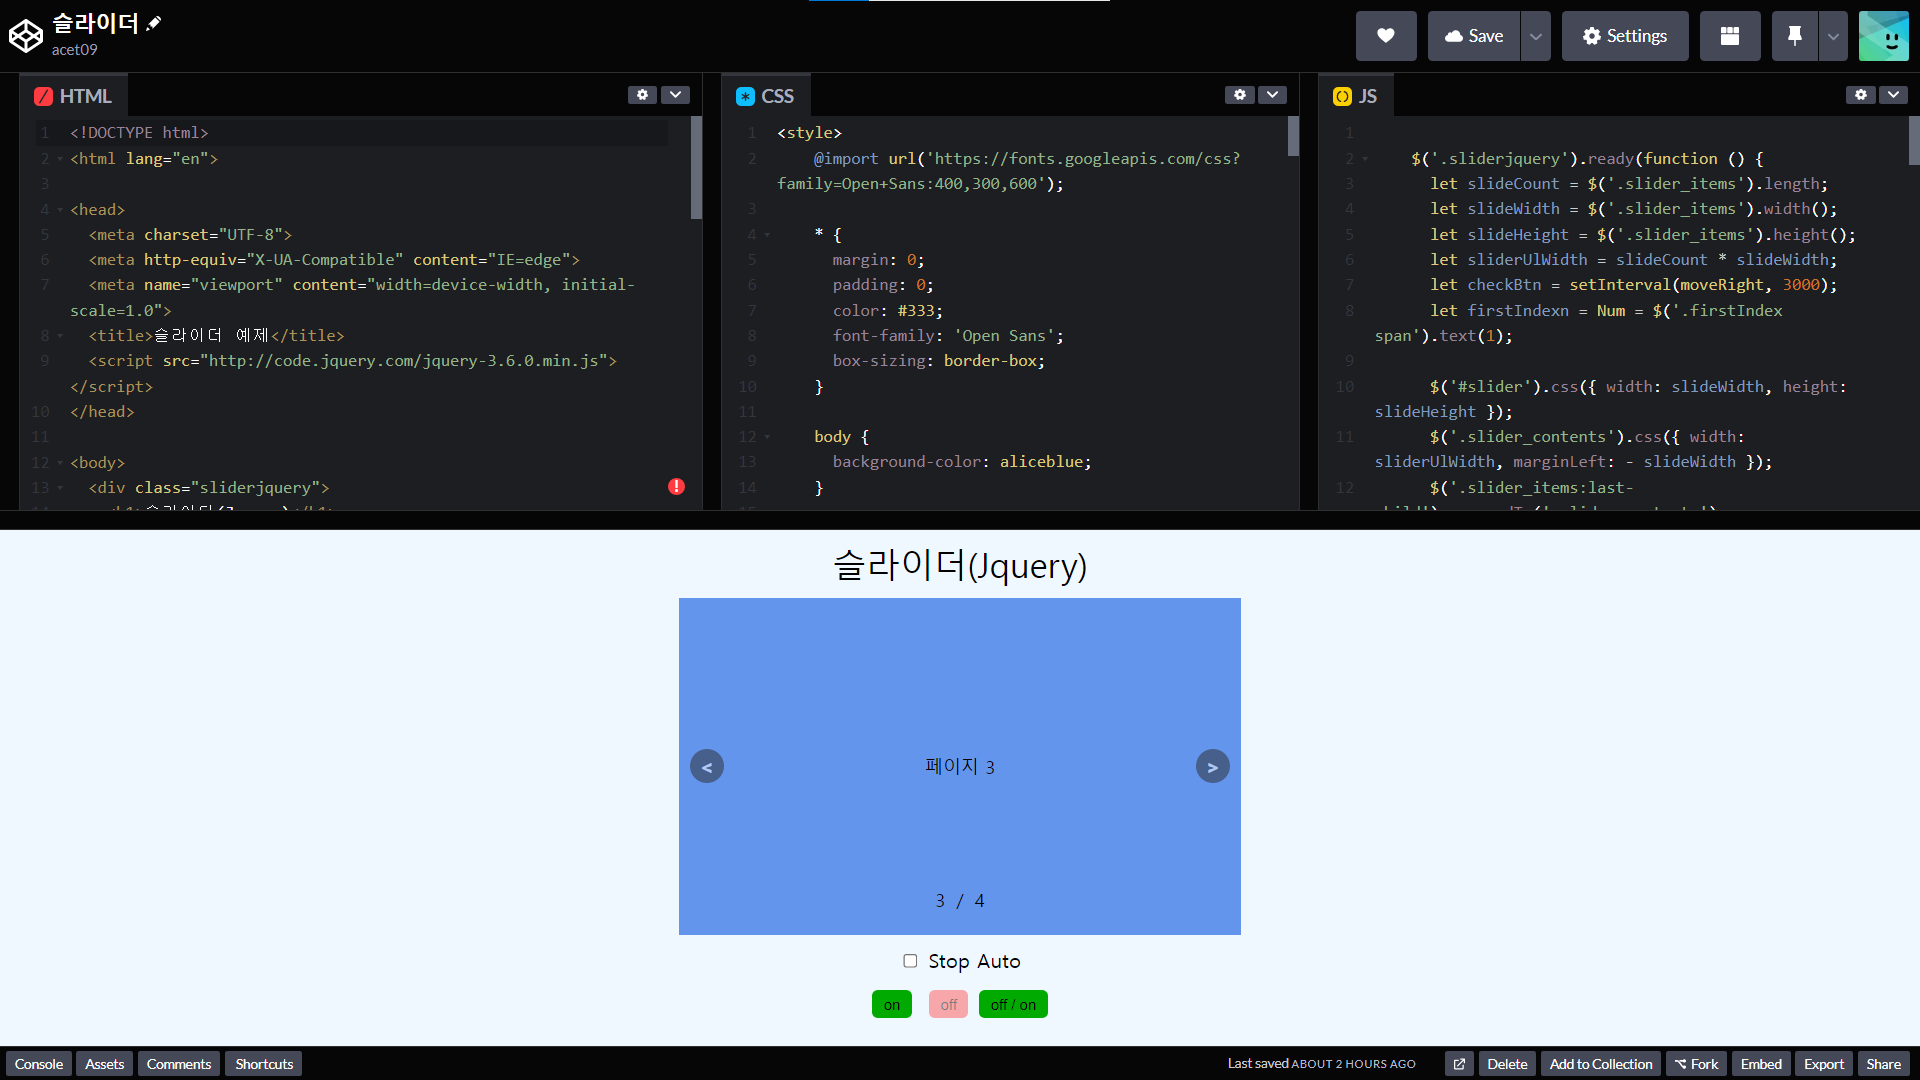 슬라이더
acet09
Save
Settings
HTML
1 <!DOCTYPE html>
2 <html lang="en">
3
4 <head>
5 <meta charset="UTF-8">
6 <meta http-equiv="X-UA-Compatible" content="IE=edge">
7 <meta name="viewport" content="width=device-width, initial-
scale=1.0">
8 <title>슬라이더 예제</title>
9 <script src="http://code.jquery.com/jquery-3.6.0.min.js">
</script>
10 </head>
11
12 <body>
13 <div class="sliderjquery">
CSS
1 <style>
2 @import url('https://fonts.googleapis.com/css?
family=Open+Sans:400,300,600');
3
4 * {
5 margin: 0;
6 padding: 0;
7 color: #333;
8 font-family: 'Open Sans';
9 box-sizing: border-box;
10 }
11
12 body {
13 background-color: aliceblue;
14 }
JS
1
2 $('.sliderjquery').ready(function () {
3 let slideCount = $('.slider_items').length;
4 let slideWidth = $('.slider_items').width();
5 let slideHeight = $('.slider_items').height();
6 let sliderUlWidth = slideCount * slideWidth;
7 let checkBtn = setInterval(moveRight, 3000);
8 let firstIndexn = Num = $('.firstIndex
span').text(1);
9
10 $('#slider').css({ width: slideWidth, height:
slideHeight });
11 $('.slider_contents').css({ width:
sliderUlWidth, marginLeft: - slideWidth });
12 $('.slider_items:last-
슬라이더(Jquery)
<
페이지 3
>
3 / 4
Stop Auto
on off off / on
Console Assets Comments Shortcuts
Last saved ABOUT 2 HOURS AGO
Delete Add to Collection Fork Embed Export Share